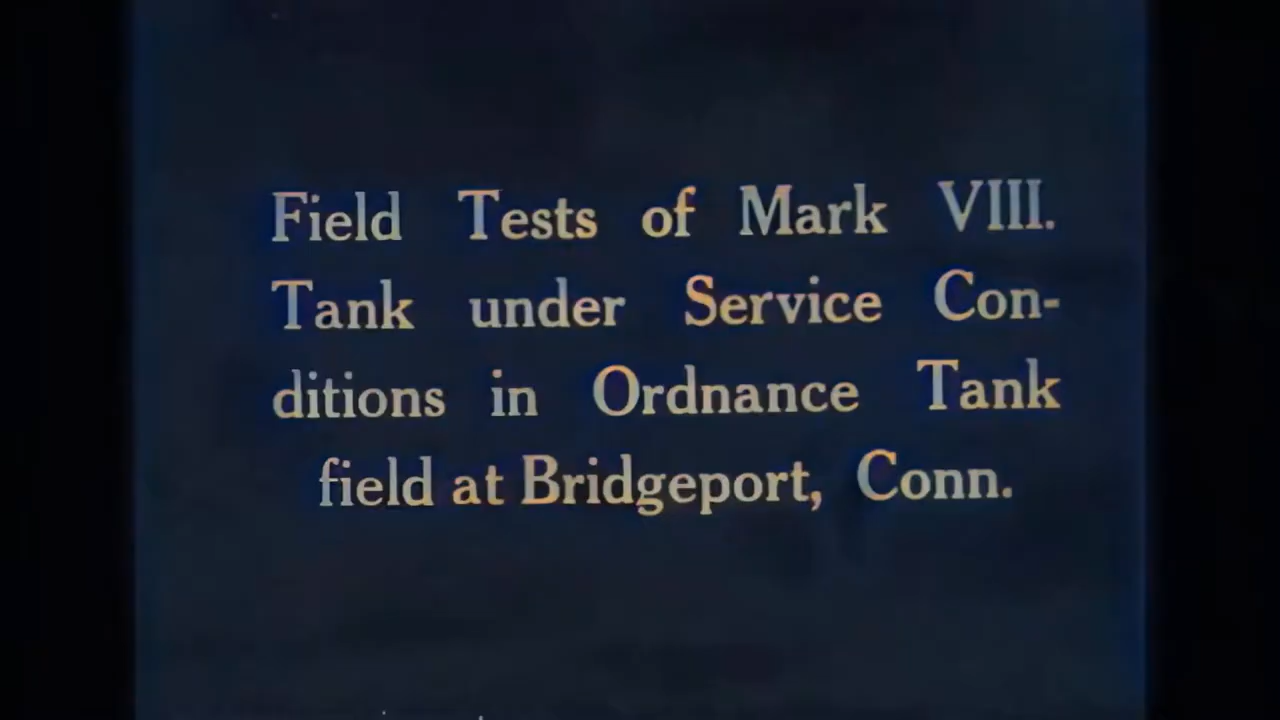 Field Tests of Mark VIII.
Tank under Service Con-
ditions in Ordnance Tank
field at Bridgeport, Conn.